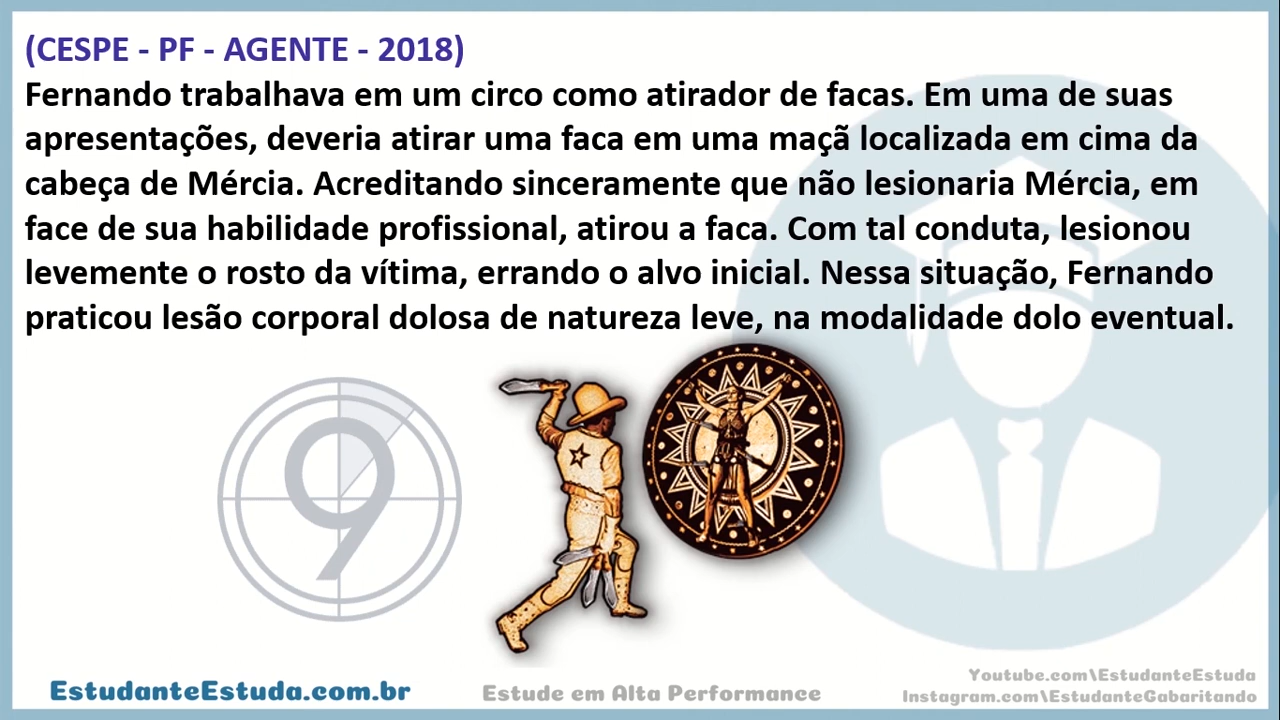 (CESPE - PF - AGENTE - 2018)
Fernando trabalhava em um circo como atirador de facas. Em uma de suas
apresentações, deveria atirar uma faca em uma maçã localizada em cima da
cabeça de Mércia. Acreditando sinceramente que não lesionaria Mércia, em
face de sua habilidade profissional, atirou a faca. Com tal conduta, lesionou
levemente o rosto da vítima, errando o alvo inicial. Nessa situação, Fernando
praticou lesão corporal dolosa de natureza leve, na modalidade dolo eventual.
9
EstudanteEstuda.com.br
Estude em Alta Performance
Youtube.com\EstudanteEstuda
Instagram.com\EstudanteGabaritando